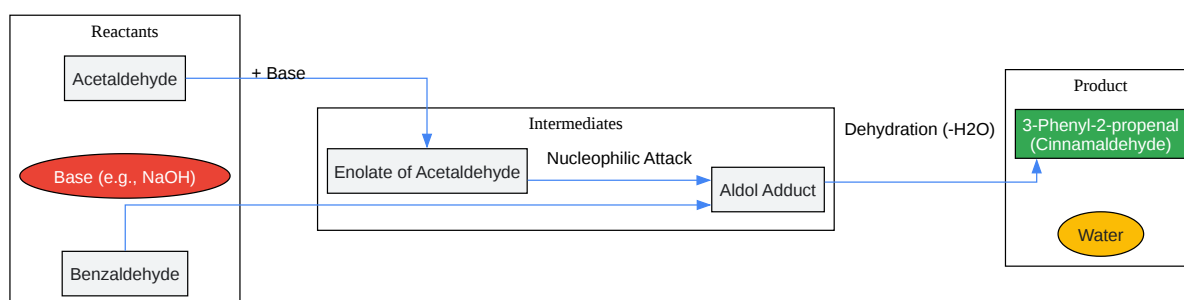 Reactants
Acetaldehyde
+ Base
Base (e.g., NaOH)
Benzaldehyde
Intermediates
Enolate of Acetaldehyde
Nucleophilic Attack
Aldol Adduct
Dehydration (-H2O)
Product
3-Phenyl-2-propenal
(Cinnamaldehyde)
Water